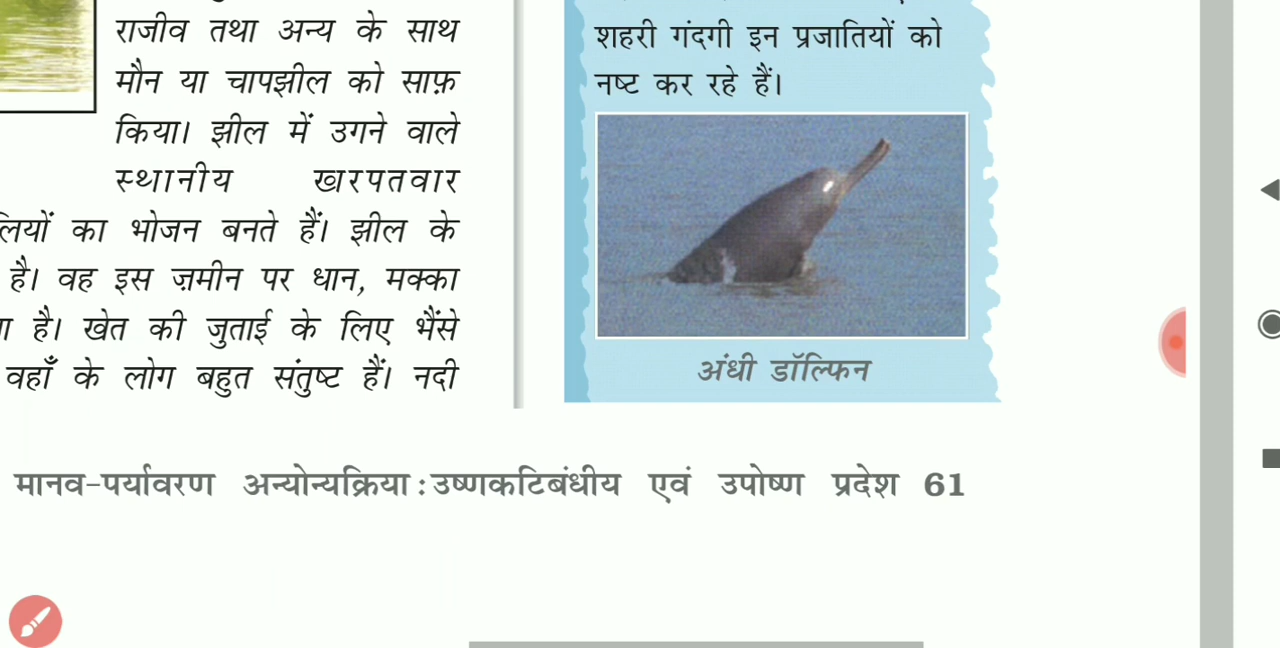 राजीव तथा अन्य के साथ
मौन या चापझील को साफ़
किया। झील में उगने वाले
स्थानीय खरपतवार
का भोजन बनते हैं। झील के
है। वह इस ज़मीन पर धान, मक्का
है। खेत की जुताई के लिए भैंसे
वहाँ के लोग बहुत संतुष्ट हैं। नदी
शहरी गंदगी इन प्रजातियों को
नष्ट कर रहे हैं।
अंधी डॉल्फिन
मानव-पर्यावरण अन्योन्यक्रिया : उष्णकटिबंधीय एवं उपोष्ण प्रदेश 61